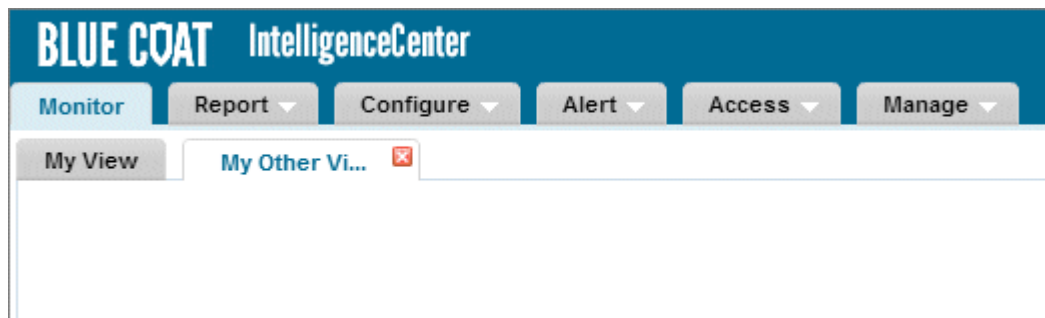 BLUE COAT IntelligenceCenter
Monitor Report Configure Alert Access Manage
My View My Other Vi...